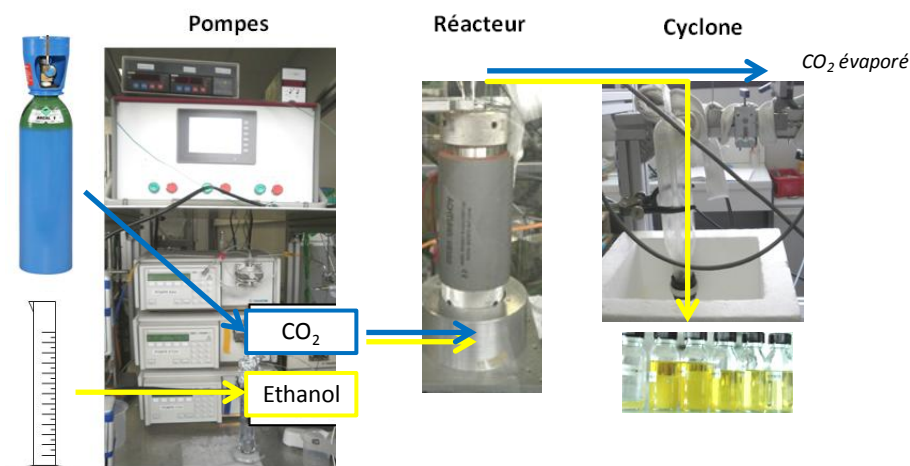 Pompes
Réacteur
Cyclone
CO₂ évaporé
CO₂
Ethanol